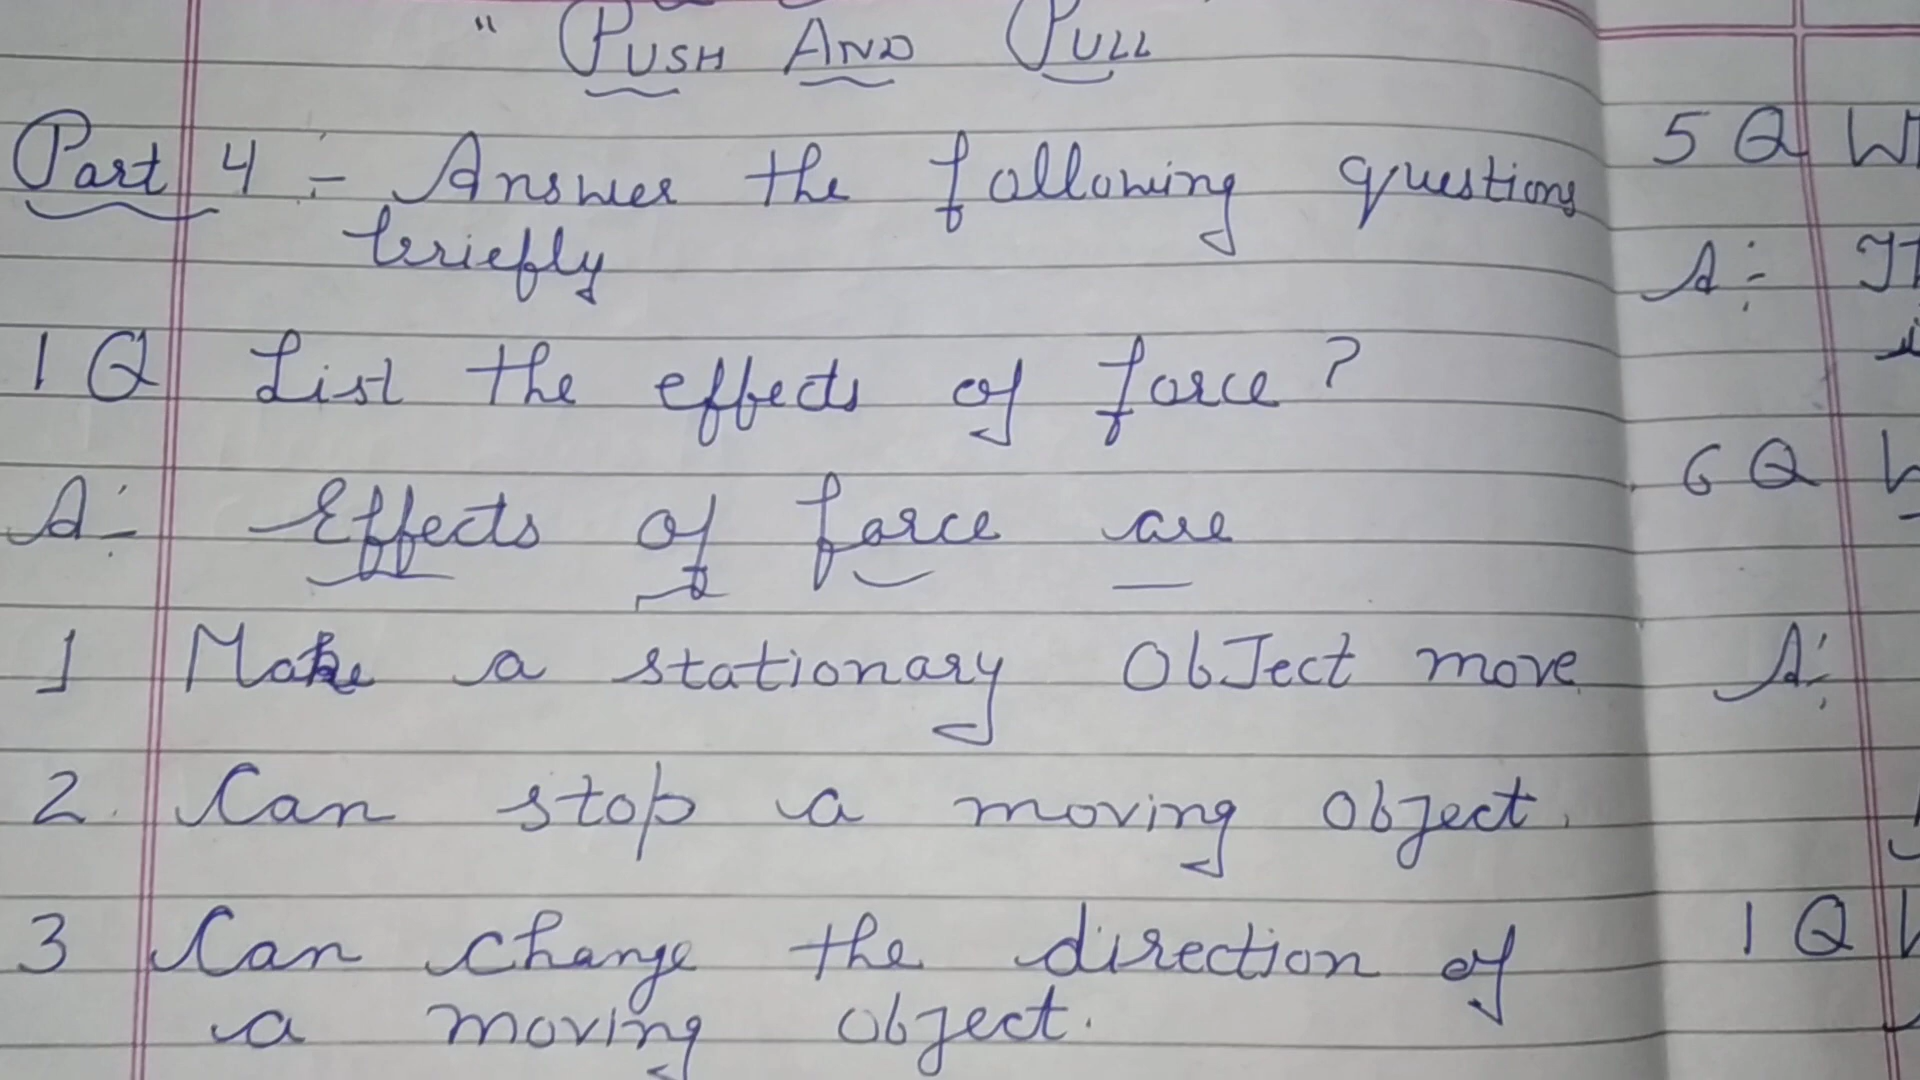 " PUSH AND PULL
Part 4 :- Answer the following questions
briefly
1 Q List the effects of force ?
A:- Effects of force are
1 Make a stationary ObJect move
2. Can stop a moving Object.
3 Can change the direction of
a moving object.
5 Q
A:-
6 Q
A:-
1 Q